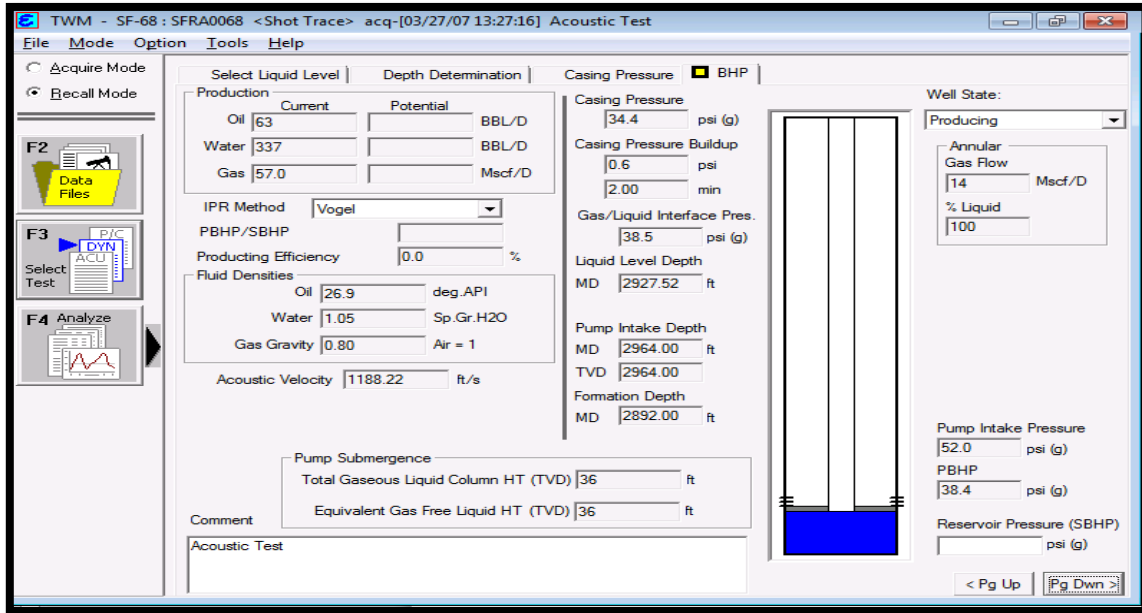 TWM - SF-68 : SFRA0068 <Shot Trace> acq-[03/27/07 13:27:16] Acoustic Test
File Mode Option Tools Help
Acquire Mode
Recall Mode
F2
Data
Files
F3
P/C
DYN
ACU
Select
Test
F4 Analyze
Select Liquid Level
Depth Determination
Casing Pressure
BHP
Production
Current Potential
Oil 63 BBL/D
Water 337 BBL/D
Gas 57.0 Mscf/D
IPR Method Vogel
PBHP/SBHP
Producting Efficiency 0.0 %
Fluid Densities
Oil 26.9 deg.API
Water 1.05 Sp.Gr.H2O
Gas Gravity 0.80 Air = 1
Acoustic Velocity 1188.22 ft/s
Casing Pressure
34.4 psi (g)
Casing Pressure Buildup
0.6 psi
2.00 min
Gas/Liquid Interface Pres.
38.5 psi (g)
Liquid Level Depth
MD 2927.52 ft
Pump Intake Depth
MD 2964.00 ft
TVD 2964.00
Formation Depth
MD 2892.00 ft
Pump Submergence
Total Gaseous Liquid Column HT (TVD) 36 ft
Equivalent Gas Free Liquid HT (TVD) 36 ft
Comment
Acoustic Test
Well State:
Producing
Annular
Gas Flow
14 Mscf/D
% Liquid
100
Pump Intake Pressure
52.0 psi (g)
PBHP
38.4 psi (g)
Reservoir Pressure (SBHP)
psi (g)
< Pg Up
Pg Dwn >